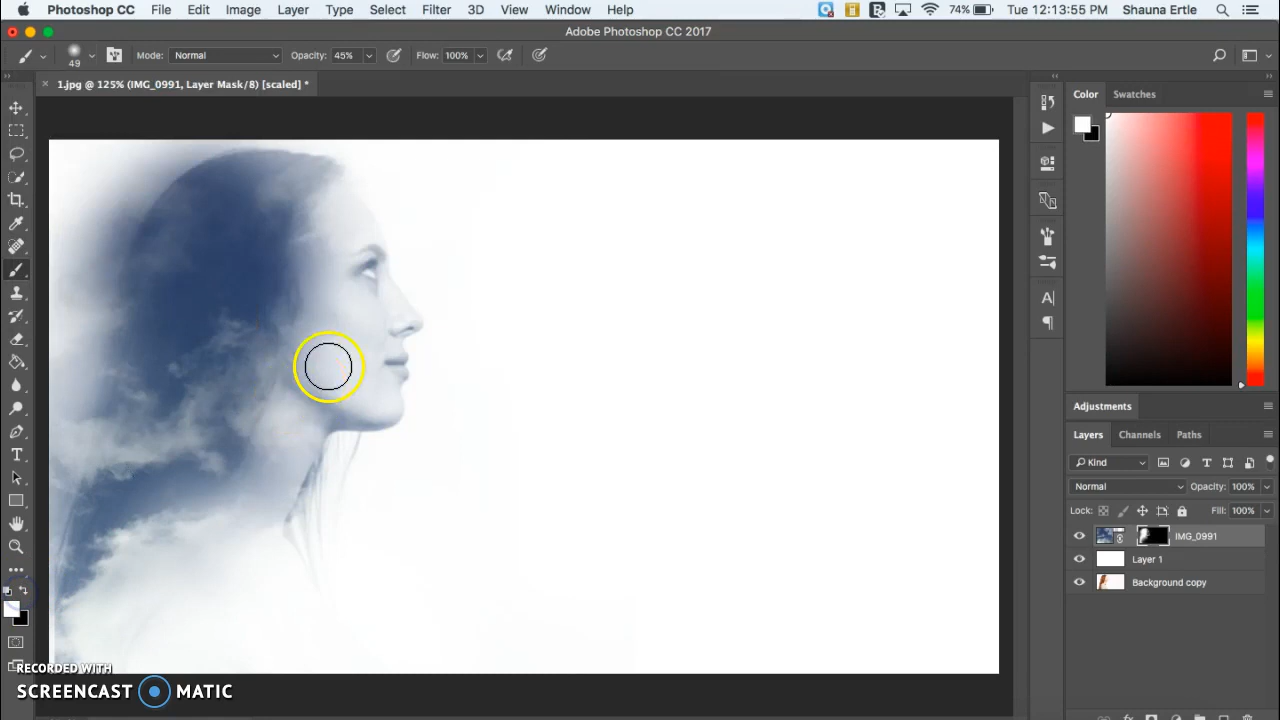 Photoshop CC File Edit Image Layer Type Select Filter 3D View Window Help 74% Tue 12:13:55 PM Shauna Ertle
Adobe Photoshop CC 2017
49 Mode: Normal Opacity: 45% Flow: 100%
1.jpg @ 125% (IMG_0991, Layer Mask/8) [scaled] *
Color Swatches
Adjustments
Layers Channels Paths
Kind
Normal Opacity: 100%
Lock: Fill: 100%
IMG_0991
Layer 1
Background copy
RECORDED WITH
SCREENCAST MATIC